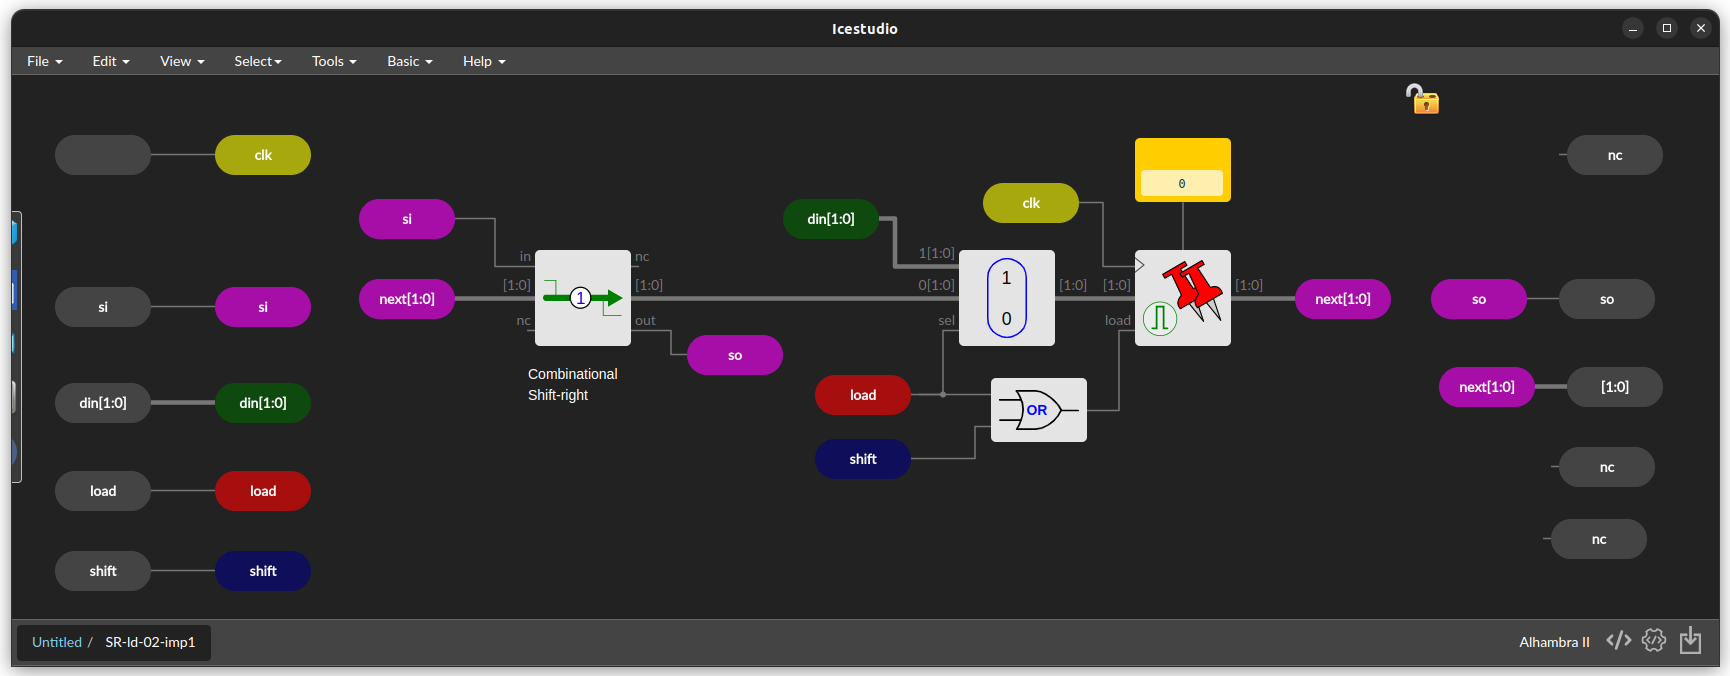 Icestudio
File Edit View Select Tools Basic Help
clk
nc
0
clk
si
din[1:0]
in
nc
1[1:0]
[1:0]
[1:0]
0[1:0]
1
[1:0]
[1:0]
[1:0]
next[1:0]
1
next[1:0]
so
so
si
si
nc
out
sel
0
load
so
Combinational
Shift-right
load
OR
next[1:0]
[1:0]
din[1:0]
din[1:0]
shift
nc
load
load
nc
shift
shift
Untitled / SR-ld-02-imp1
Alhambra II